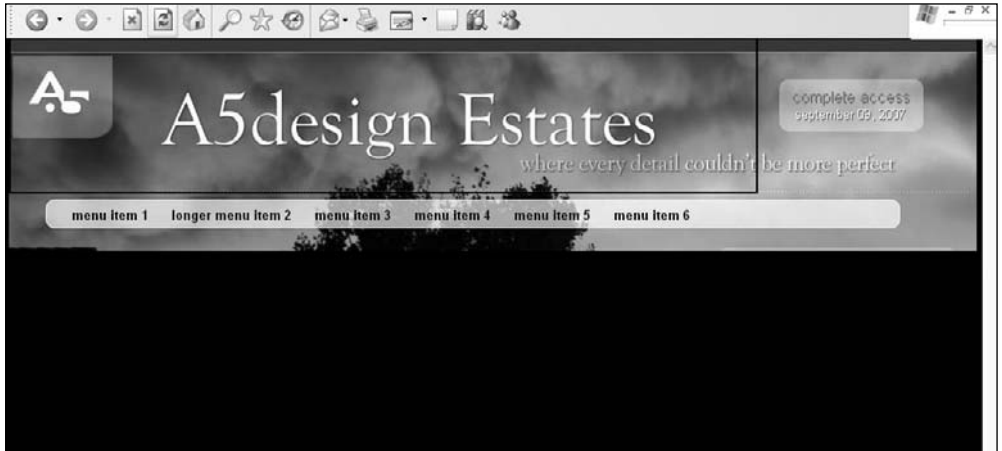 A5
A5design Estates
complete access
september 09, 2007
where every detail couldn't be more perfect
menu item 1 longer menu item 2 menu item 3 menu item 4 menu item 5 menu item 6